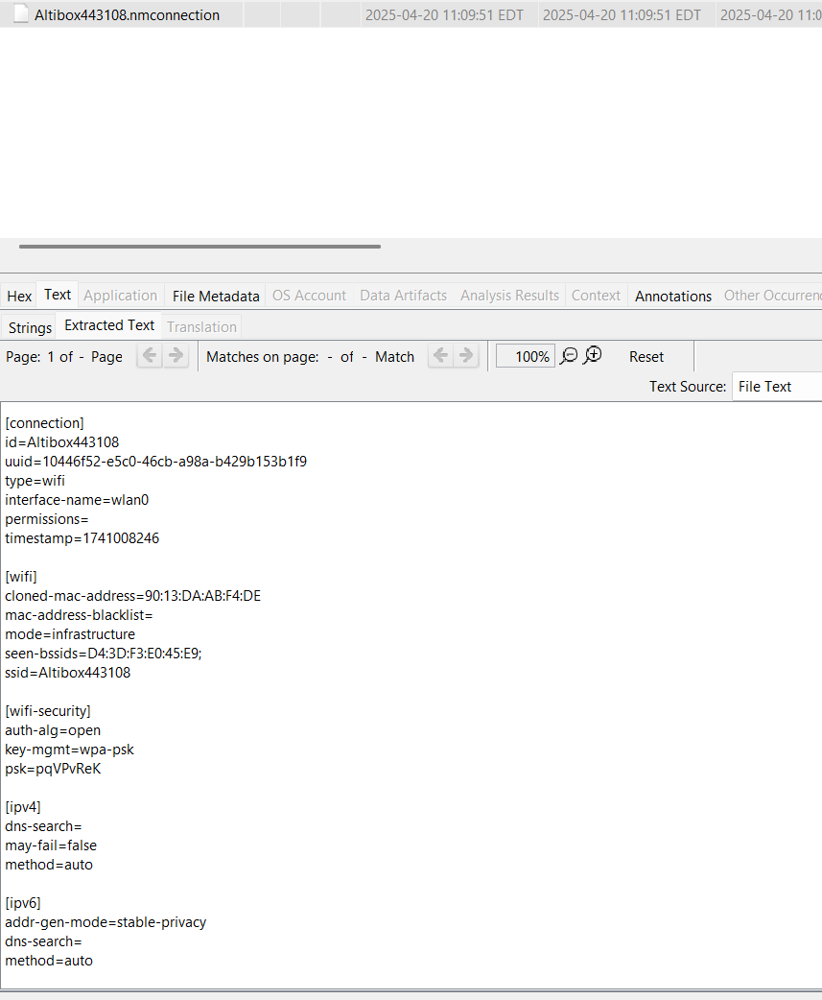 Altibox443108.nmconnection 2025-04-20 11:09:51 EDT 2025-04-20 11:09:51 EDT 2025-04-20 11:0
Hex Text Application File Metadata OS Account Data Artifacts Analysis Results Context Annotations Other Occurren
Strings Extracted Text Translation
Page: 1 of - Page Matches on page: - of - Match 100% Reset
Text Source: File Text
[connection]
id=Altibox443108
uuid=10446f52-e5c0-46cb-a98a-b429b153b1f9
type=wifi
interface-name=wlan0
permissions=
timestamp=1741008246
[wifi]
cloned-mac-address=90:13:DA:AB:F4:DE
mac-address-blacklist=
mode=infrastructure
seen-bssids=D4:3D:F3:E0:45:E9;
ssid=Altibox443108
[wifi-security]
auth-alg=open
key-mgmt=wpa-psk
psk=pqVPvReK
[ipv4]
dns-search=
may-fail=false
method=auto
[ipv6]
addr-gen-mode=stable-privacy
dns-search=
method=auto